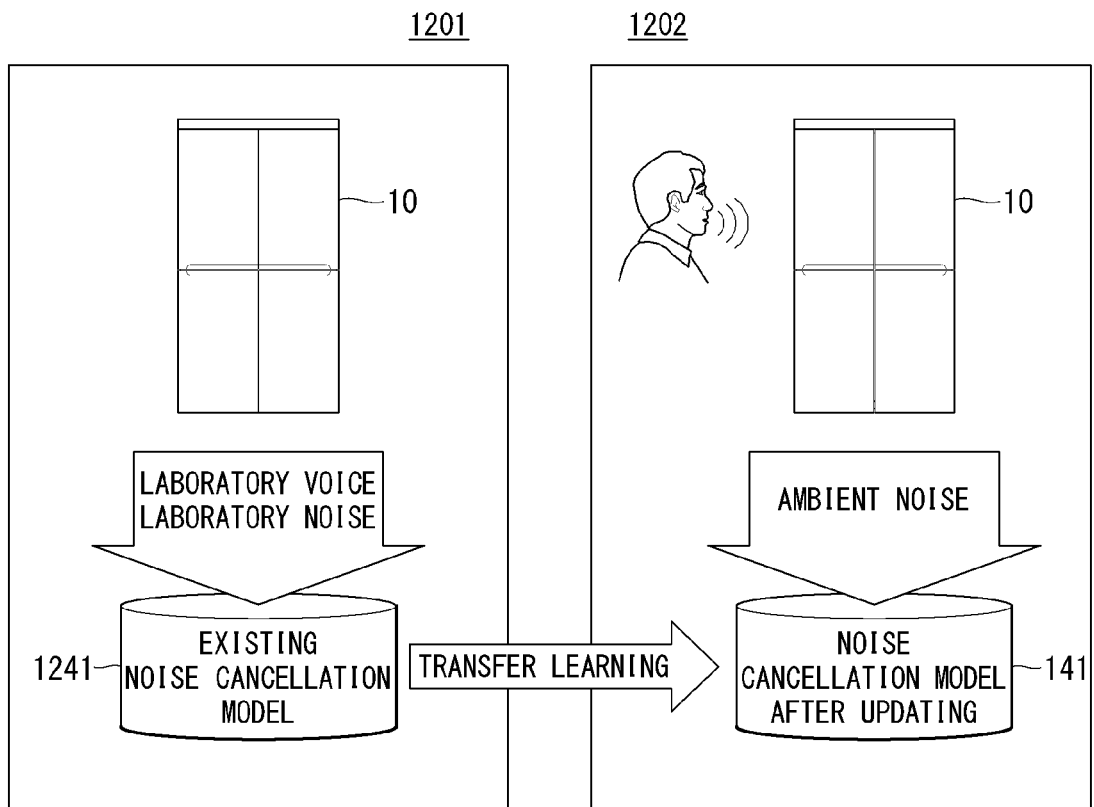 1201
1202
10
10
LABORATORY VOICE
LABORATORY NOISE
AMBIENT NOISE
1241
EXISTING
NOISE CANCELLATION
MODEL
TRANSFER LEARNING
NOISE
CANCELLATION MODEL
AFTER UPDATING
141